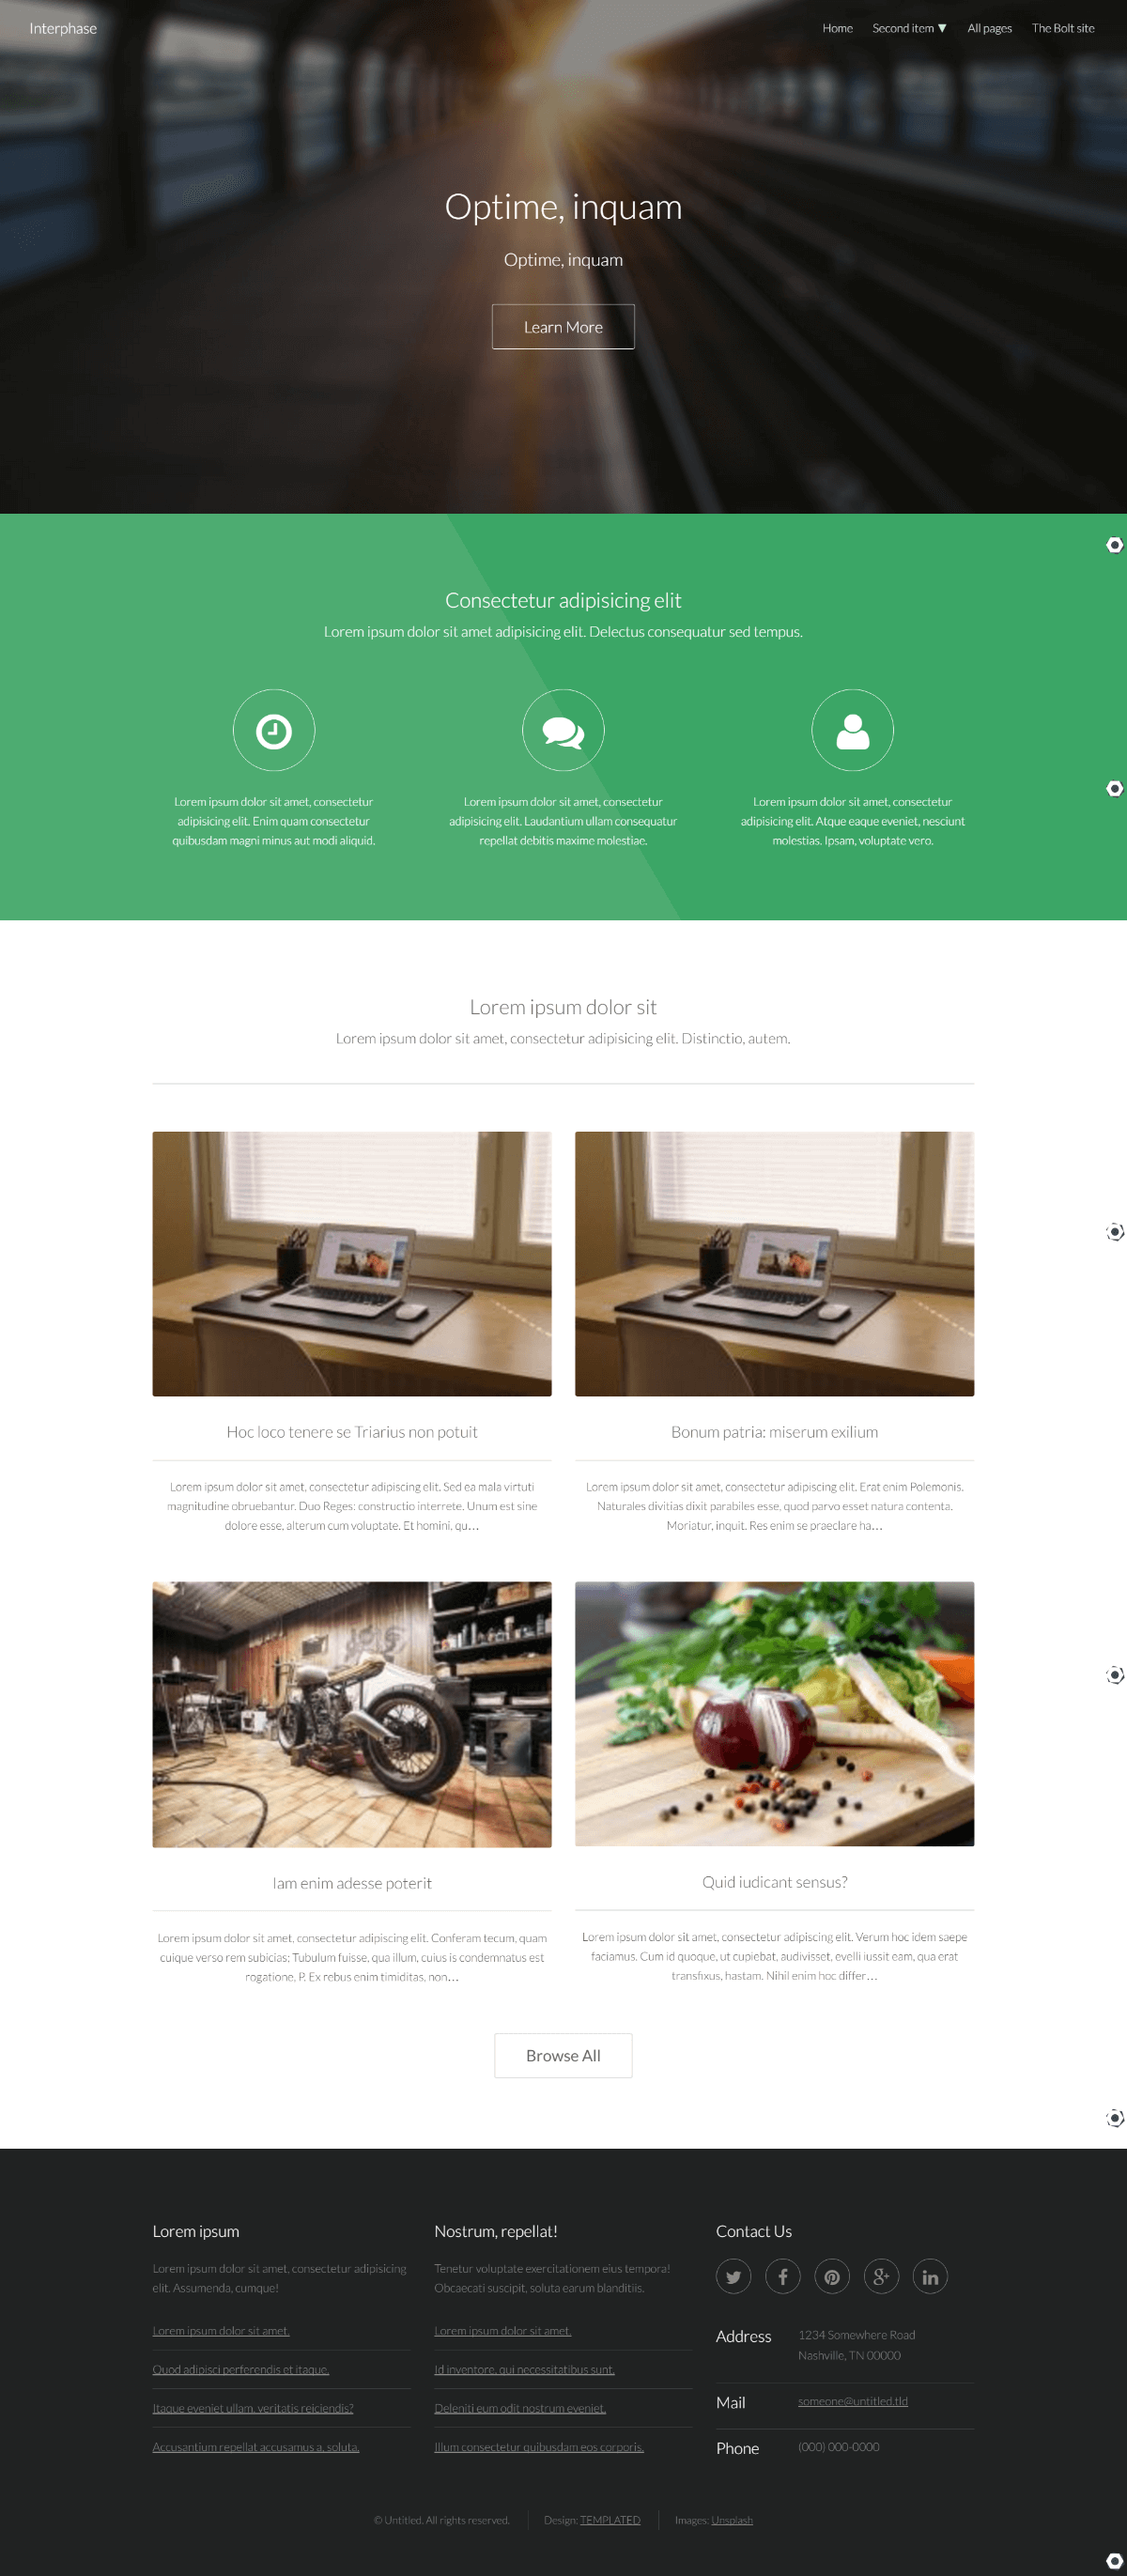 Interphase
Home
Second item ▼
All pages
The Bolt site
Optime, inquam
Optime, inquam
Learn More
Consectetur adipisicing elit
Lorem ipsum dolor sit amet adipisicing elit. Delectus consequatur sed tempus.
Lorem ipsum dolor sit amet, consectetur
adipisicing elit. Enim quam consectetur
quibusdam magni minus aut modi aliquid.
Lorem ipsum dolor sit amet, consectetur
adipisicing elit. Laudantium ullam consequatur
repellat debitis maxime molestiae.
Lorem ipsum dolor sit amet, consectetur
adipisicing elit. Atque eaque eveniet, nesciunt
molestias. Ipsam, voluptate vero.
Lorem ipsum dolor sit
Lorem ipsum dolor sit amet, consectetur adipisicing elit. Distinctio, autem.
Hoc loco tenere se Triarius non potuit
Lorem ipsum dolor sit amet, consectetur adipiscing elit. Sed ea mala virtuti
magnitudine obruebantur. Duo Reges: constructio interrete. Unum est sine
dolore esse, alterum cum voluptate. Et homini, qu…
Bonum patria: miserum exilium
Lorem ipsum dolor sit amet, consectetur adipiscing elit. Erat enim Polemonis.
Naturales divitias dixit parabiles esse, quod parvo esset natura contenta.
Moriatur, inquit. Res enim se praeclare ha…
Iam enim adesse poterit
Lorem ipsum dolor sit amet, consectetur adipiscing elit. Conferam tecum, quam
cuique verso rem subicias; Tubulum fuisse, qua illum, cuius is condemnatus est
rogatione, P. Ex rebus enim timiditas, non…
Quid iudicant sensus?
Lorem ipsum dolor sit amet, consectetur adipiscing elit. Verum hoc idem saepe
faciamus. Cum id quoque, ut cupiebat, audivisset, evelli iussit eam, qua erat
transfixus, hastam. Nihil enim hoc differ…
Browse All
Lorem ipsum
Lorem ipsum dolor sit amet, consectetur adipisicing
elit. Assumenda, cumque!
Lorem ipsum dolor sit amet.
Quod adipisci perferendis et itaque.
Itaque eveniet ullam, veritatis reiciendis?
Accusantium repellat accusamus a, soluta.
Nostrum, repellat!
Tenetur voluptate exercitationem eius tempora!
Obcaecati suscipit, soluta earum blanditiis.
Lorem ipsum dolor sit amet.
Id inventore, qui necessitatibus sunt.
Deleniti eum odit nostrum eveniet.
Illum consectetur quibusdam eos corporis.
Contact Us
Address
1234 Somewhere Road
Nashville, TN 00000
Mail
someone@untitled.tld
Phone
(000) 000-0000
© Untitled. All rights reserved.
Design: TEMPLATED
Images: Unsplash